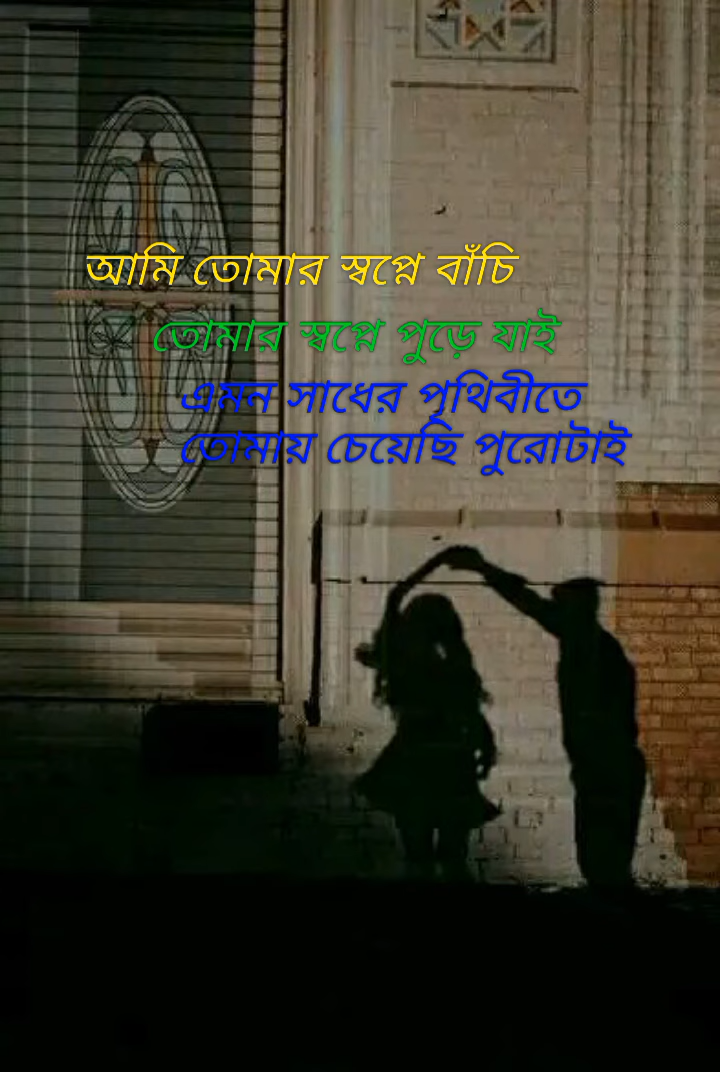 আমি তোমার স্বপ্নে বাঁচি
তোমার স্বপ্নে পুড়ে যাই
এমন সাধের পৃথিবীতে
তোমায় চেয়েছি পুরোটাই